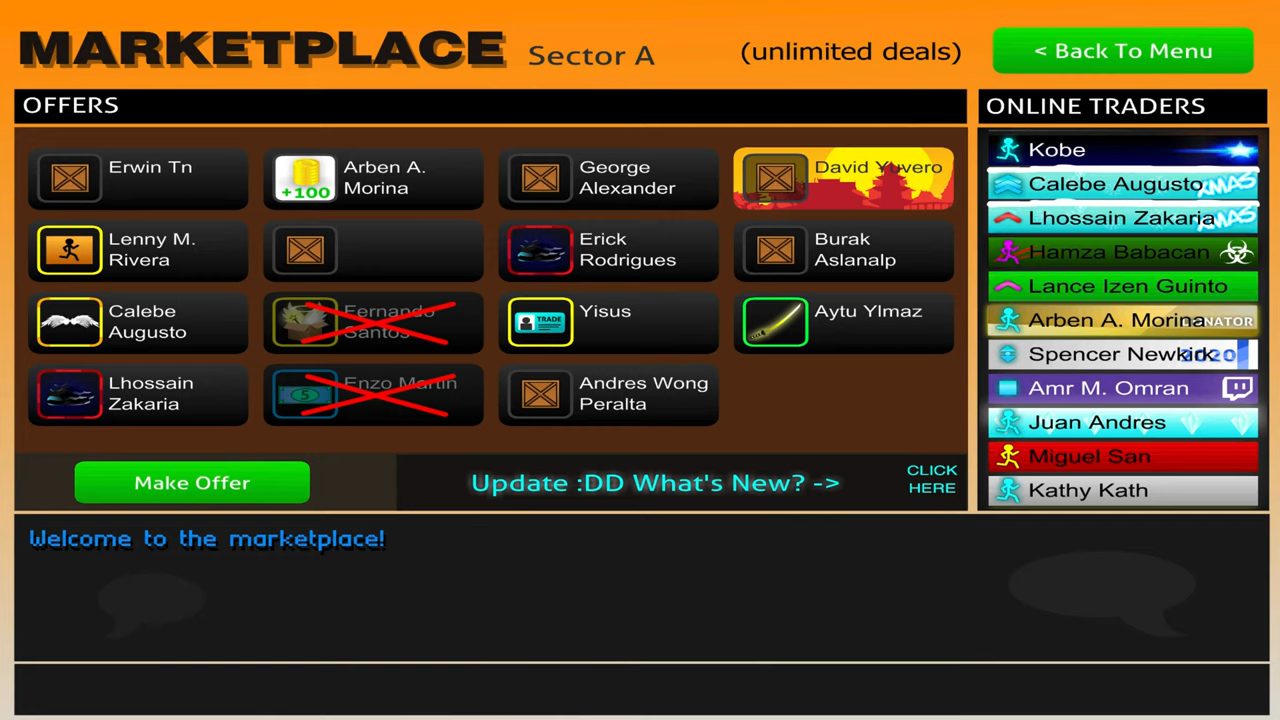 MARKETPLACE Sector A (unlimited deals) < Back To Menu
OFFERS
ONLINE TRADERS
Erwin Tn
+100
Arben A.
Morina
George
Alexander
David Yuvero
Lenny M.
Rivera
Erick
Rodrigues
Burak
Aslanalp
Calebe
Augusto
Fernando
Santos
TRADE
Yisus
Aytu Ylmaz
Lhossain
Zakaria
5
Enzo Martin
Andres Wong
Peralta
Make Offer
Update :DD What's New? ->
CLICK
HERE
Kobe
Calebe Augusto XMAS
Lhossain Zakaria XMAS
Hamza Babacan
Lance Izen Guinto
Arben A. Morina
Spencer Newkirk 2020
Amr M. Omran
Juan Andres
Miguel San
Kathy Kath
Welcome to the marketplace!